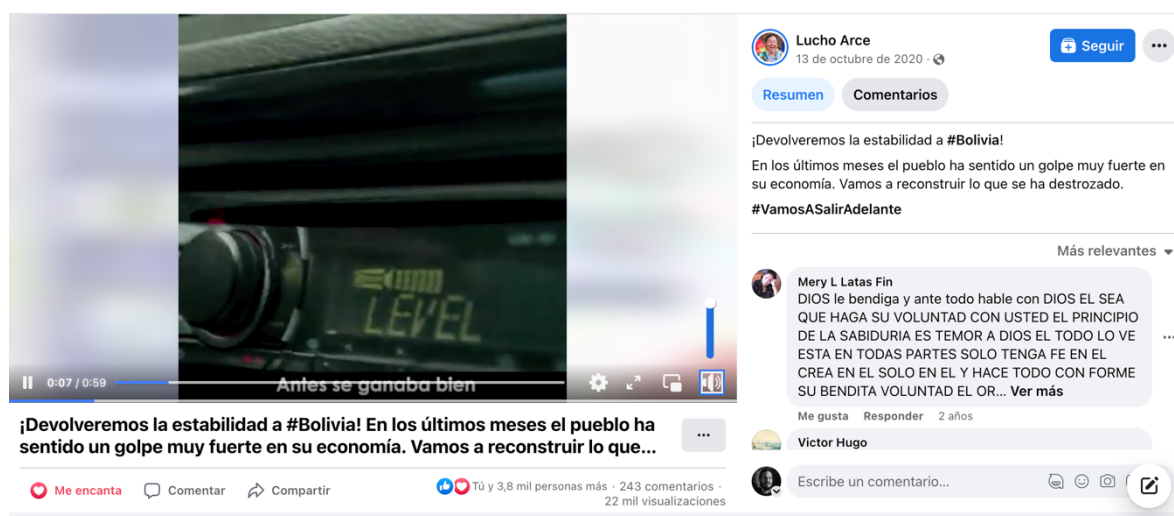 LEVEL
0:07 / 0:59
Antes se ganaba bien
¡Devolveremos la estabilidad a #Bolivia! En los últimos meses el pueblo ha
sentido un golpe muy fuerte en su economía. Vamos a reconstruir lo que...
Me encanta
Comentar
Compartir
Tú y 3,8 mil personas más · 243 comentarios ·
22 mil visualizaciones
Lucho Arce
13 de octubre de 2020 ·
Seguir
Resumen
Comentarios
¡Devolveremos la estabilidad a #Bolivia!
En los últimos meses el pueblo ha sentido un golpe muy fuerte en
su economía. Vamos a reconstruir lo que se ha destrozado.
#VamosASalirAdelante
Más relevantes
Mery L Latas Fin
DIOS le bendiga y ante todo hable con DIOS EL SEA
QUE HAGA SU VOLUNTAD CON USTED EL PRINCIPIO
DE LA SABIDURIA ES TEMOR A DIOS EL TODO LO VE
ESTA EN TODAS PARTES SOLO TENGA FE EN EL
CREA EN EL SOLO EN EL Y HACE TODO CON FORME
SU BENDITA VOLUNTAD EL OR... Ver más
Me gusta Responder 2 años
Victor Hugo
Escribe un comentario...